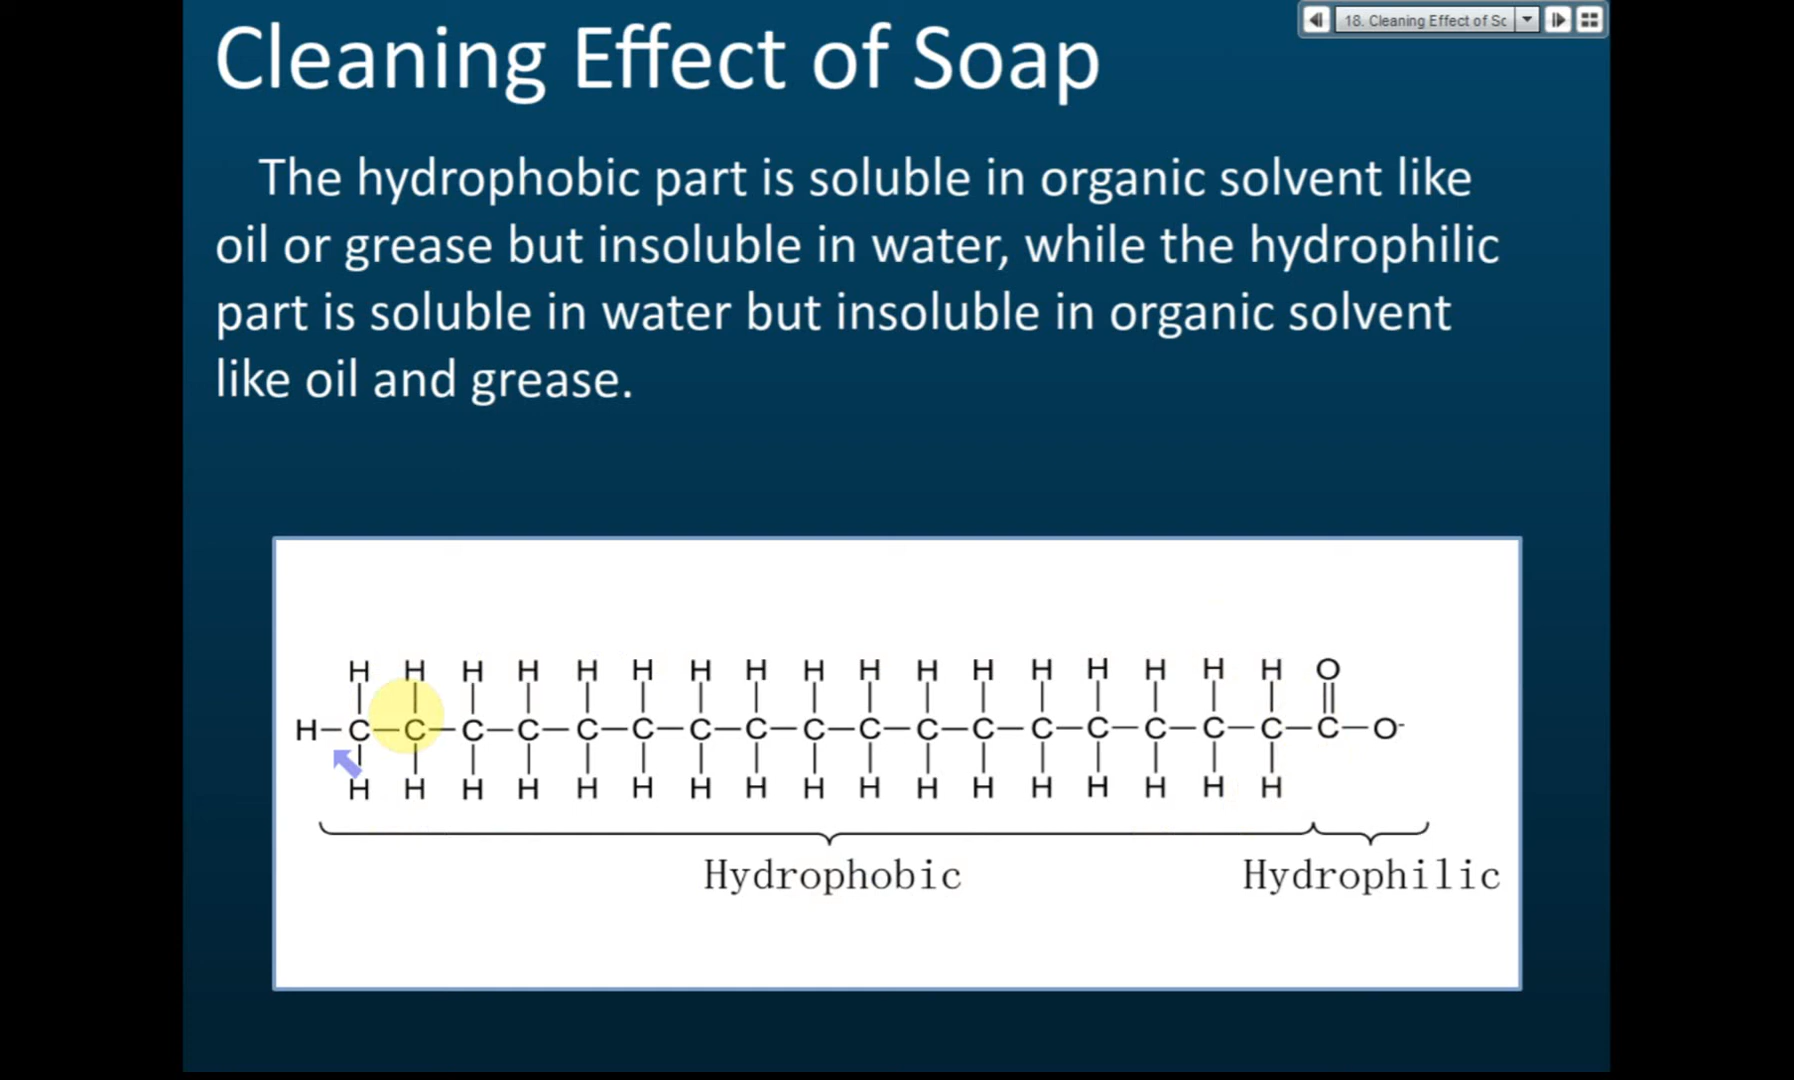 Cleaning Effect of Soap
18. Cleaning Effect of Sc
The hydrophobic part is soluble in organic solvent like
oil or grease but insoluble in water, while the hydrophilic
part is soluble in water but insoluble in organic solvent
like oil and grease.
H H H H H H H H H H H H H H H H H O
H–C–C–C–C–C–C–C–C–C–C–C–C–C–C–C–C–C–C–O-
H H H H H H H H H H H H H H H H H
Hydrophobic Hydrophilic